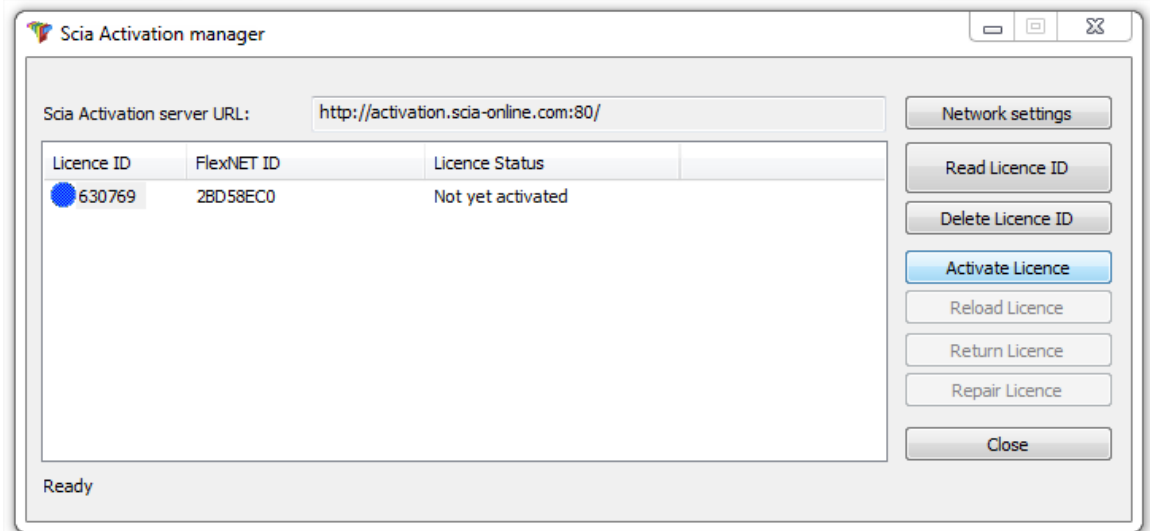 Scia Activation manager
Scia Activation server URL: http://activation.scia-online.com:80/ Network settings
Licence ID FlexNET ID Licence Status
630769 2BD58EC0 Not yet activated
Read Licence ID
Delete Licence ID
Activate Licence
Reload Licence
Return Licence
Repair Licence
Close
Ready